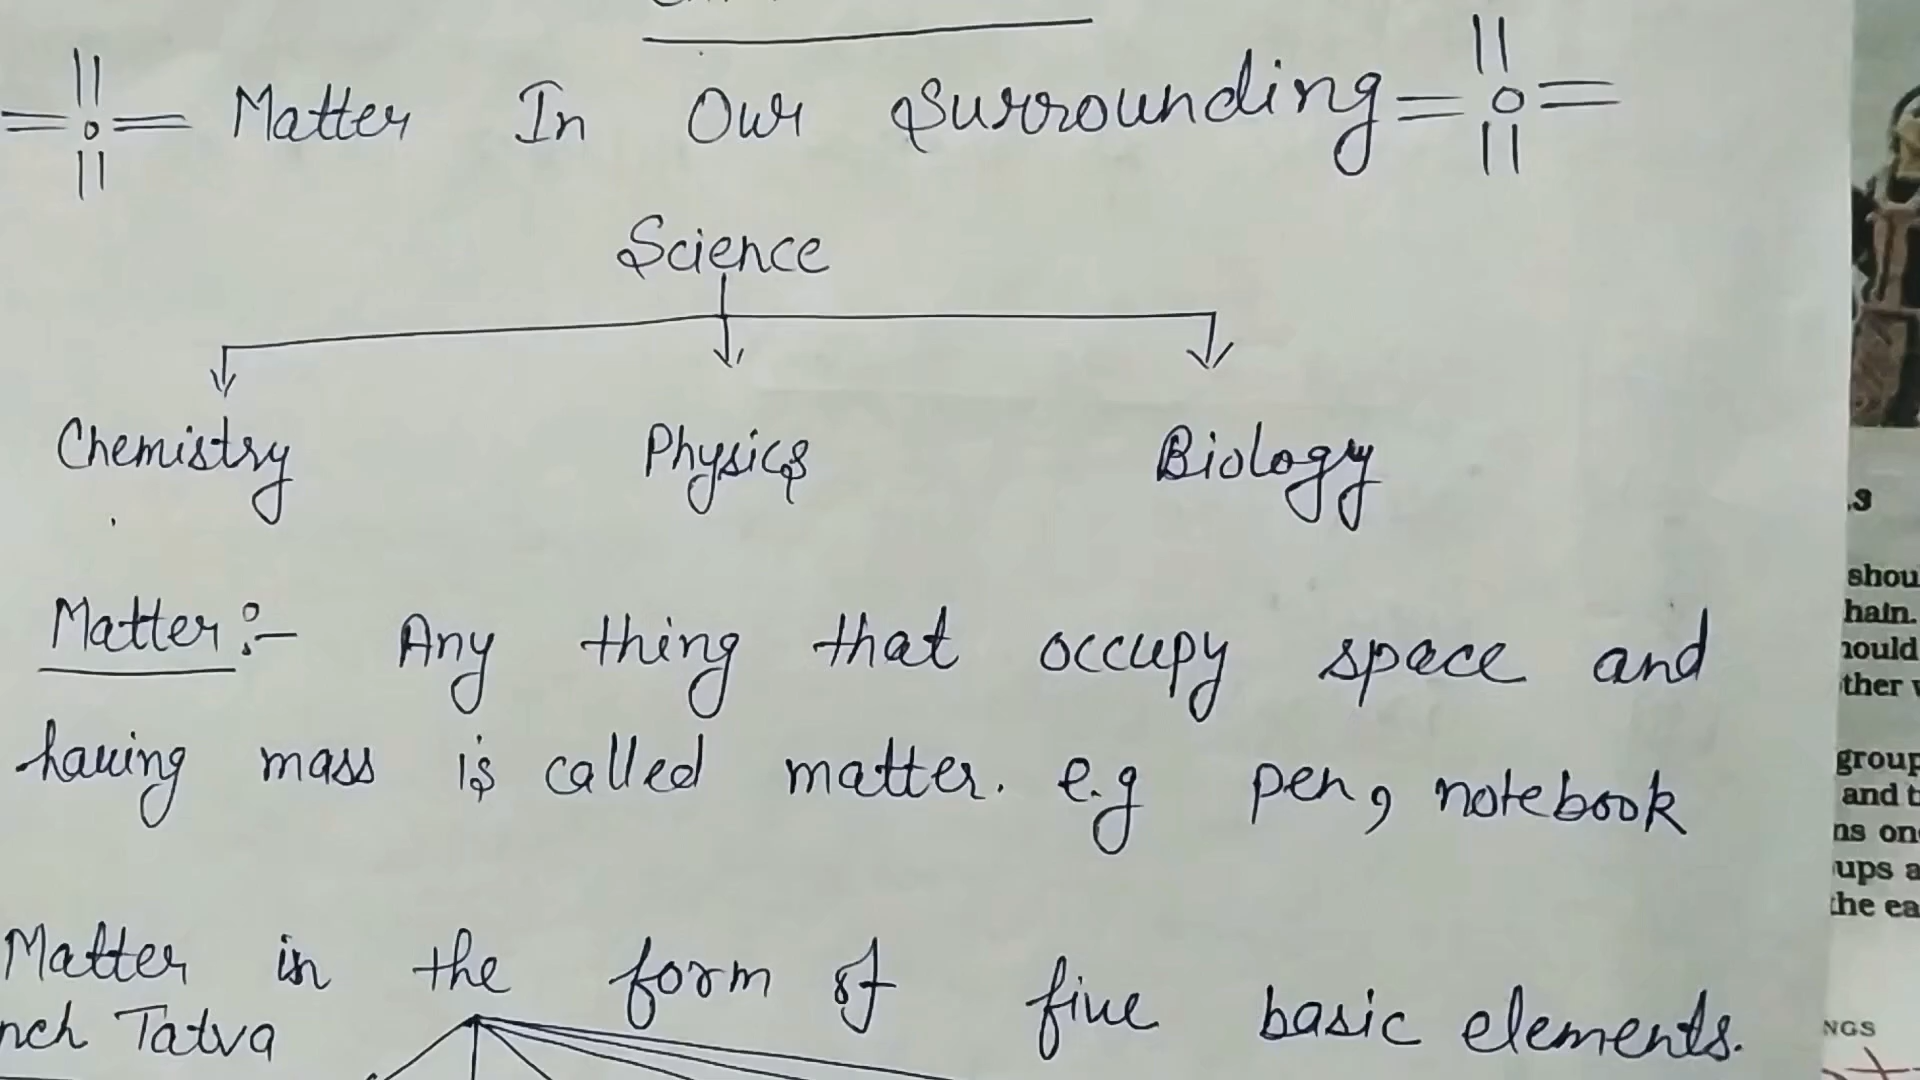 Matter In Our Surrounding
Science
Chemistry Physics Biology
Matter :- Any thing that occupy space and
having mass is called matter. e.g pen, notebook
Matter in the form of five basic elements.
nch Tatva
.3
shou
hain.
hould
ther
group
and t
ns on
ups a
the ea
NGS